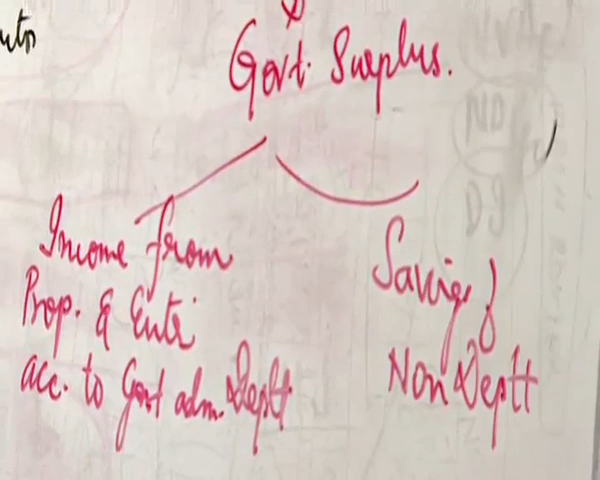 Govt. Surplus.
Income from
Prop. & Entr
acc. to Govt adm. Deptt
Saving of
Non Deptt